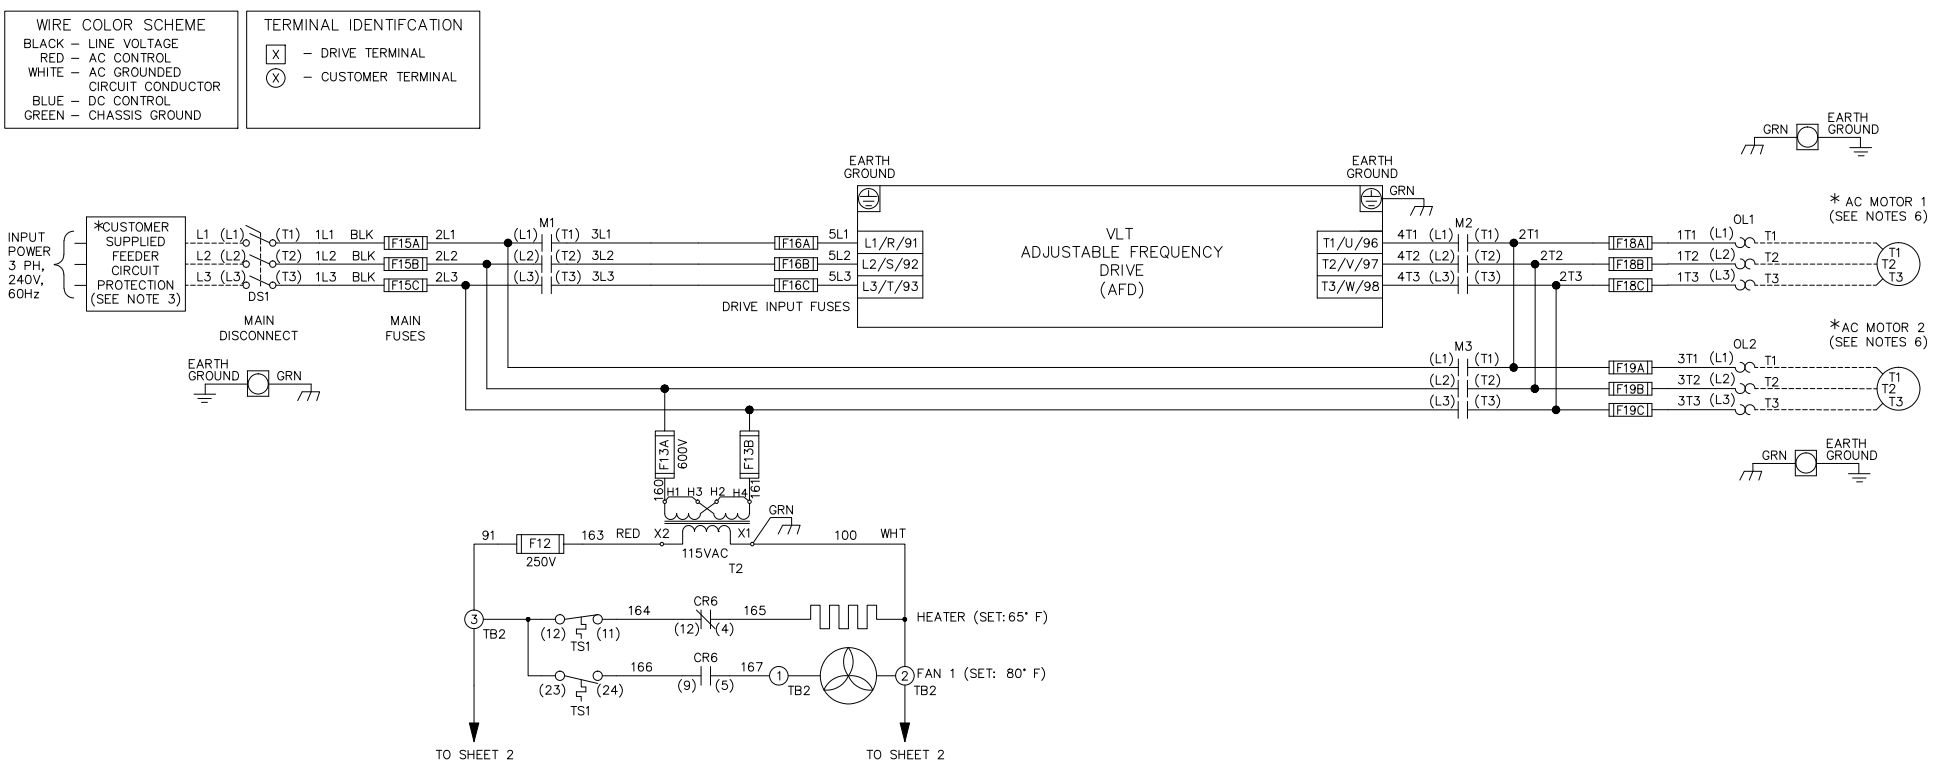 WIRE COLOR SCHEME
BLACK – LINE VOLTAGE
RED – AC CONTROL
WHITE – AC GROUNDED
CIRCUIT CONDUCTOR
BLUE – DC CONTROL
GREEN – CHASSIS GROUND
TERMINAL IDENTIFCATION
X – DRIVE TERMINAL
X – CUSTOMER TERMINAL
INPUT
POWER
3 PH,
240V,
60Hz
*CUSTOMER
SUPPLIED
FEEDER
CIRCUIT
PROTECTION
(SEE NOTE 3)
L1 (L1) (T1) 1L1 BLK F15A 2L1
L2 (L2) (T2) 1L2 BLK F15B 2L2
L3 (L3) (T3) 1L3 BLK F15C 2L3
DS1
MAIN
DISCONNECT
MAIN
FUSES
EARTH
GROUND
GRN
M1
(L1) (T1) 3L1 F16A 5L1
(L2) (T2) 3L2 F16B 5L2
(L3) (T3) 3L3 F16C 5L3
DRIVE INPUT FUSES
EARTH
GROUND
L1/R/91
L2/S/92
L3/T/93
VLT
ADJUSTABLE FREQUENCY
DRIVE
(AFD)
EARTH
GROUND
GRN
T1/U/96
T2/V/97
T3/W/98
M2
4T1 (L1) (T1) 2T1 F18A 1T1 (L1) T1
4T2 (L2) (T2) 2T2 F18B 1T2 (L2) T2
4T3 (L3) (T3) 2T3 F18C 1T3 (L3) T3
OL1
GRN
EARTH
GROUND
* AC MOTOR 1
(SEE NOTES 6)
T1
T2
T3
M3
(L1) (T1) F19A 3T1 (L1) T1
(L2) (T2) F19B 3T2 (L2) T2
(L3) (T3) F19C 3T3 (L3) T3
OL2
*AC MOTOR 2
(SEE NOTES 6)
T1
T2
T3
GRN
EARTH
GROUND
F13A
600V
F13B
160
161
H1 H3 H2 H4
GRN
91 F12 163 RED X2 X1 100 WHT
250V
115VAC
T2
3
TB2
(12) (11)
TS1
164
CR6
(12) (4)
165
HEATER (SET:65° F)
(23) (24)
TS1
166
CR6
(9) (5)
167
1
TB2
2
TB2
FAN 1 (SET: 80° F)
TO SHEET 2
TO SHEET 2